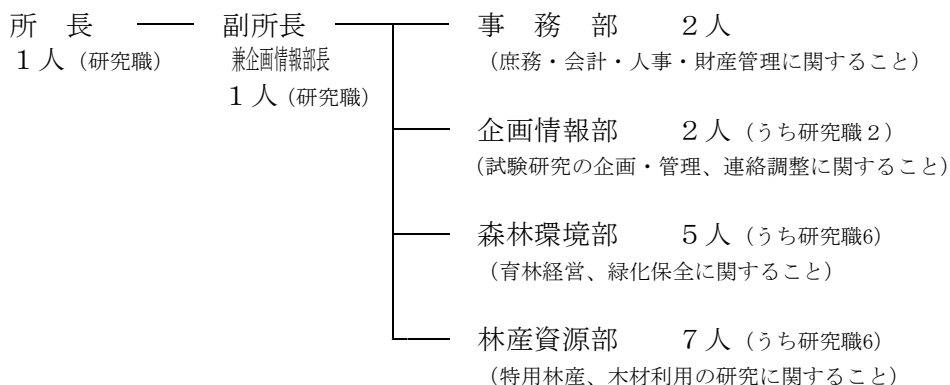 所　長　副所長　事　務　部　２人
１人（研究職）　兼企画情報部長　（庶務・会計・人事・財産管理に関すること）
１人（研究職）
企画情報部　２人（うち研究職２）
（試験研究の企画・管理、連絡調整に関すること）
森林環境部　５人（うち研究職6）
（育林経営、緑化保全に関すること）
林産資源部　７人（うち研究職6）
（特用林産、木材利用の研究に関すること）